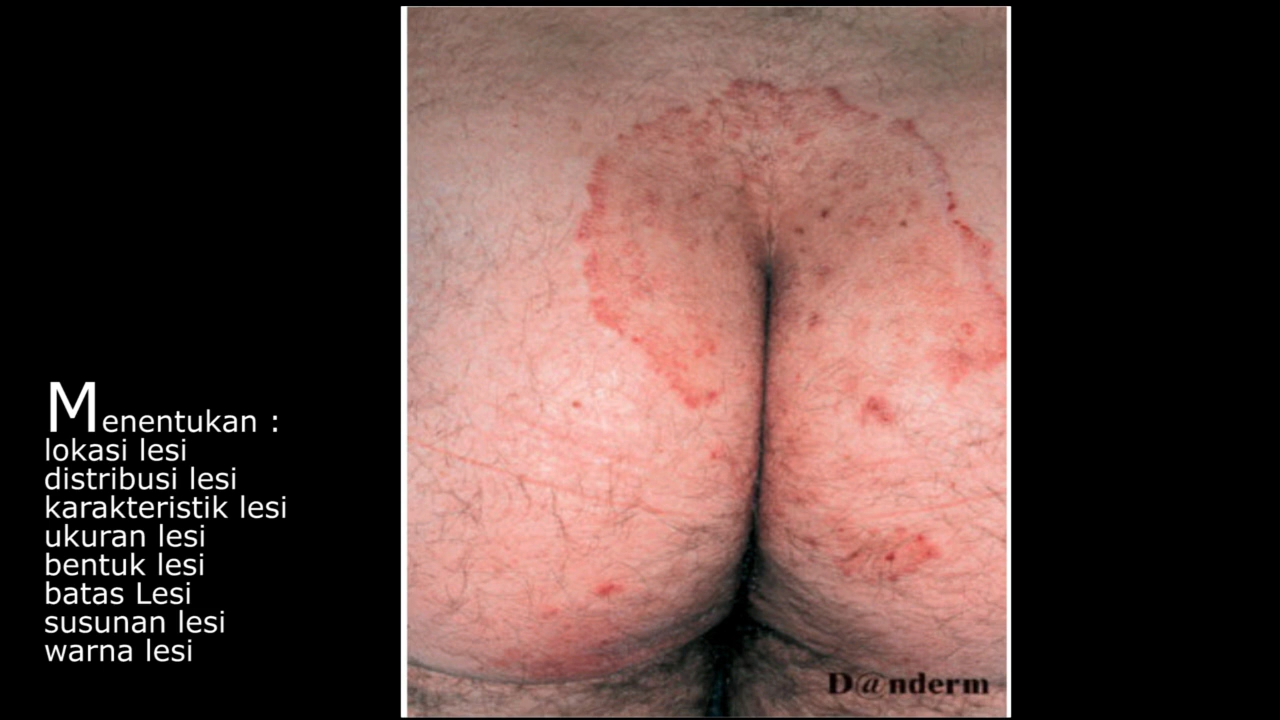 Menentukan :
lokasi lesi
distribusi lesi
karakteristik lesi
ukuran lesi
bentuk lesi
batas Lesi
susunan lesi
warna lesi
D@nderm